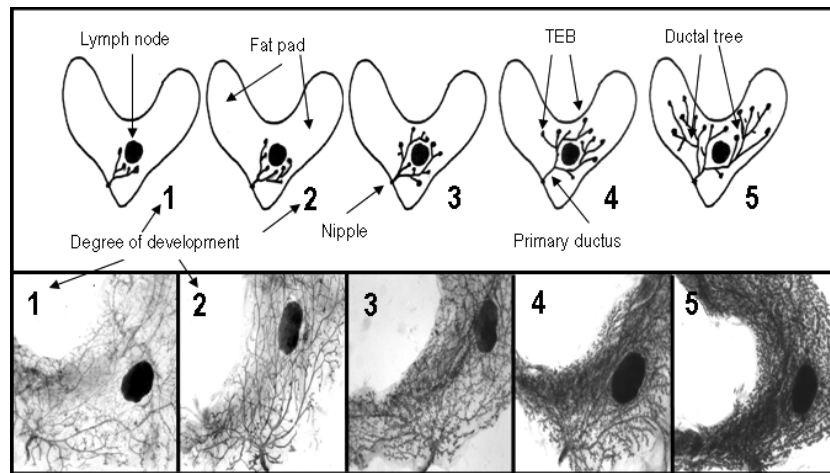 Lymph node
Fat pad
TEB
Ductal tree
1
2
3
4
5
Degree of development
Nipple
Primary ductus
1
2
3
4
5